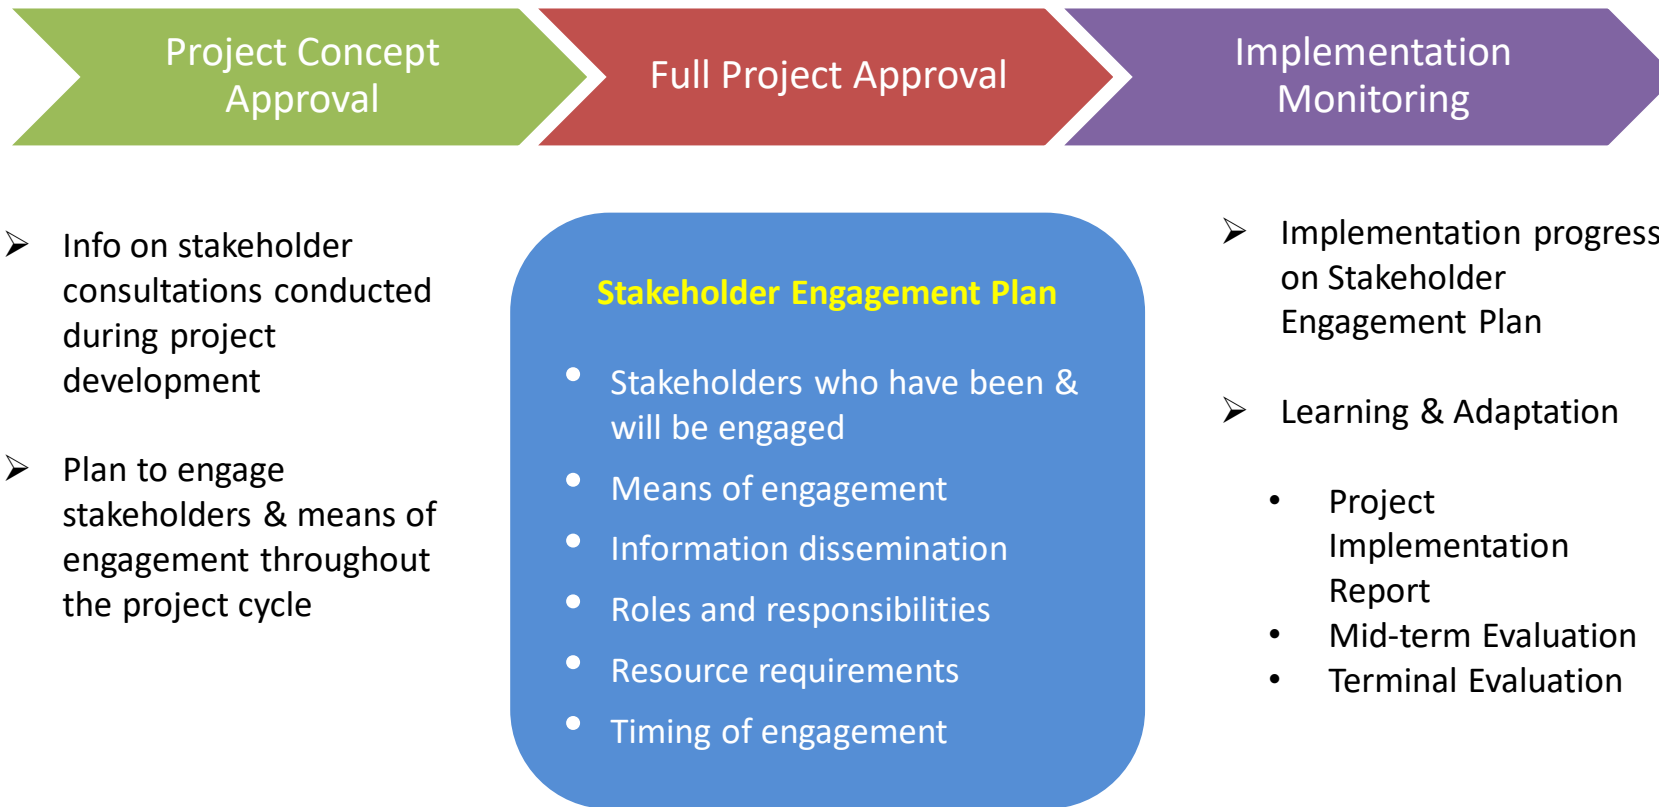 Project Concept
Approval
Full Project Approval
Implementation
Monitoring
➢ Info on stakeholder
consultations conducted
during project
development
➢ Plan to engage
stakeholders & means of
engagement throughout
the project cycle
Stakeholder Engagement Plan
• Stakeholders who have been &
will be engaged
• Means of engagement
• Information dissemination
• Roles and responsibilities
• Resource requirements
• Timing of engagement
➢ Implementation progress
on Stakeholder
Engagement Plan
➢ Learning & Adaptation
• Project
Implementation
Report
• Mid-term Evaluation
• Terminal Evaluation